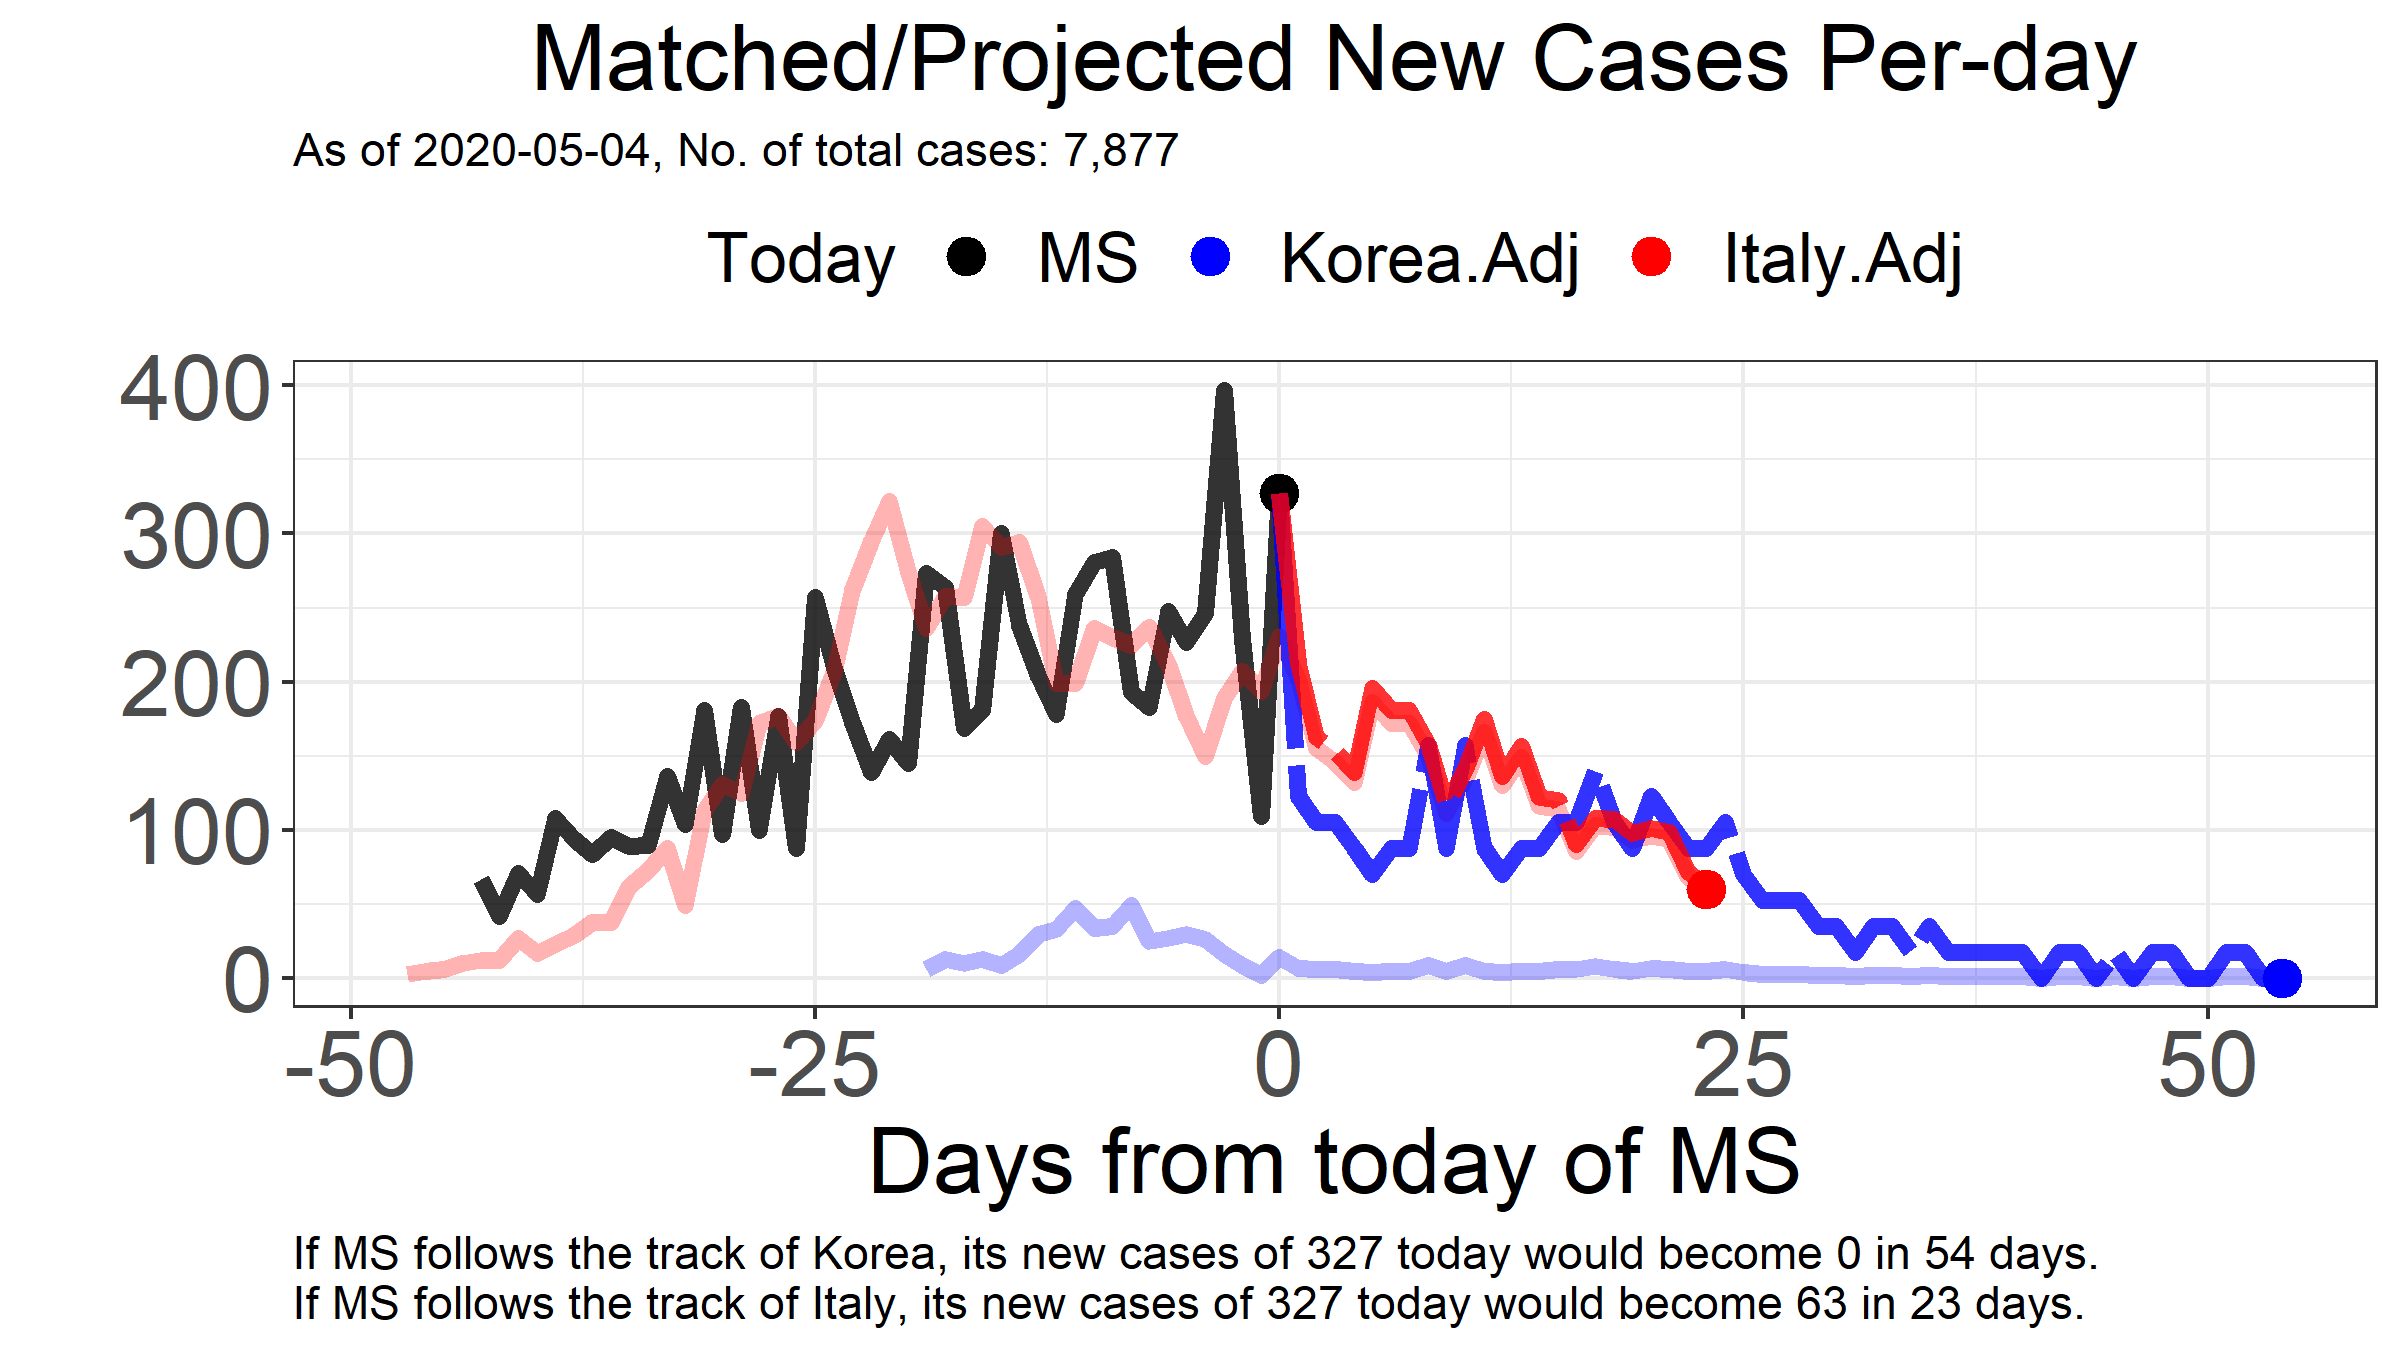 Matched/Projected New Cases Per-day
As of 2020-05-04, No. of total cases: 7,877
Today MS Korea.Adj Italy.Adj
400
300
200
100
0
-50 -25 0 25 50
Days from today of MS
If MS follows the track of Korea, its new cases of 327 today would become 0 in 54 days.
If MS follows the track of Italy, its new cases of 327 today would become 63 in 23 days.